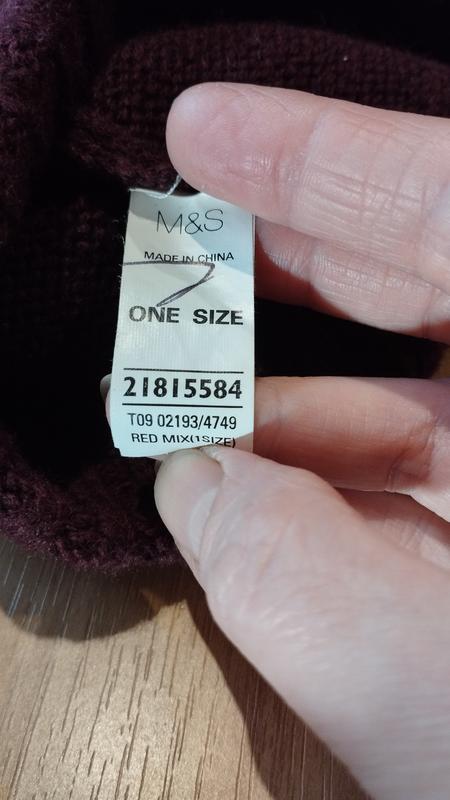 M&S
MADE IN CHINA
ONE SIZE
21815584
T09 02193/4749
RED MIX(1SIZE)